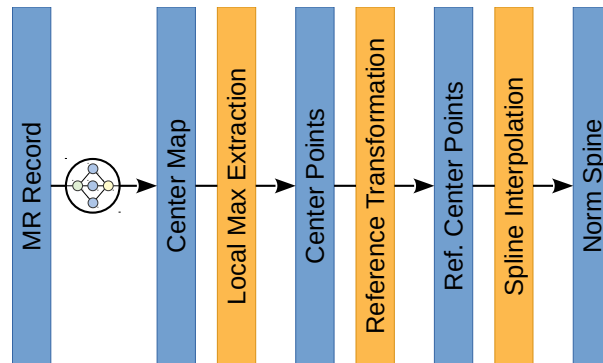 MR Record
Center Map
Local Max Extraction
Center Points
Reference Transformation
Ref. Center Points
Spline Interpolation
Norm Spine